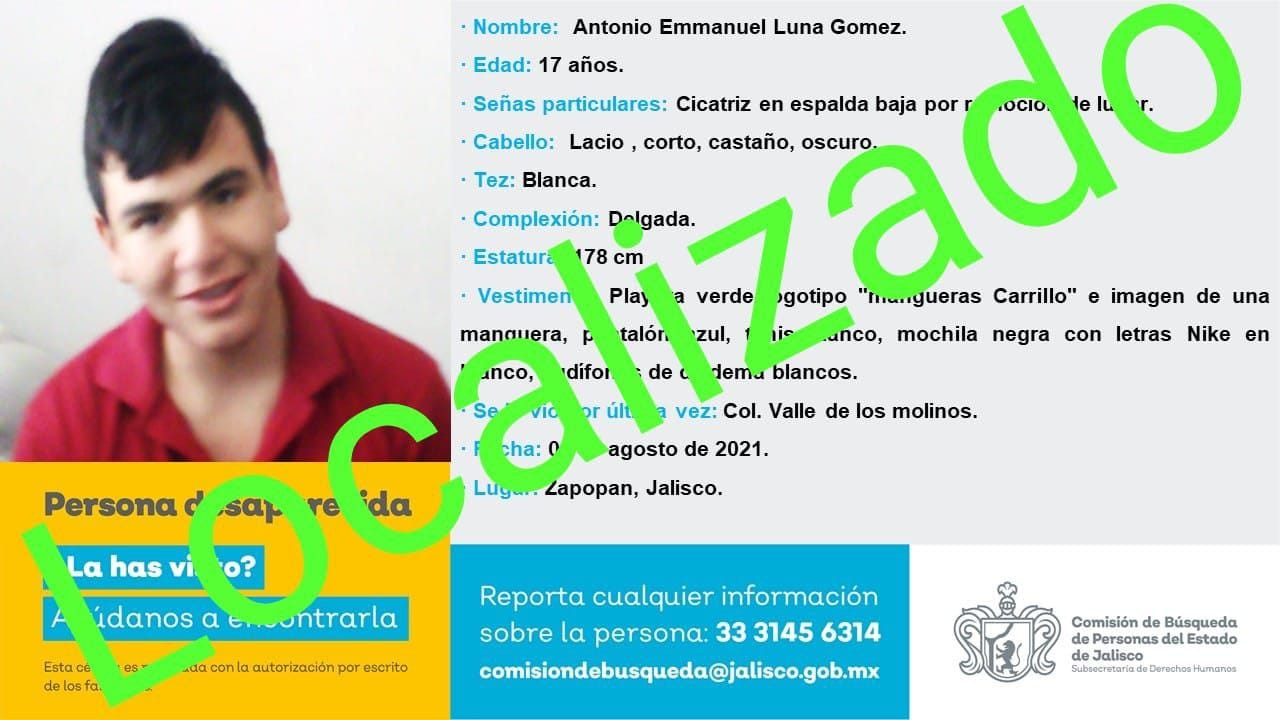 · Nombre: Antonio Emmanuel Luna Gomez.
· Edad: 17 años.
· Señas particulares: Cicatriz en espalda baja por remoción de lunar.
· Cabello: Lacio , corto, castaño, oscuro.
· Tez: Blanca.
· Complexión: Delgada.
· Estatura: 178 cm
· Vestimenta: Playera verde logotipo "mangueras Carrillo" e imagen de una
manguera, pantalón azul, tenis blanco, mochila negra con letras Nike en
blanco, audífonos de diadema blancos.
· Se le vio por última vez: Col. Valle de los molinos.
· Fecha: de agosto de 2021.
· Lugar: Zapopan, Jalisco.
Localizado
Persona desaparecida
¿La has visto?
Ayúdanos a encontrarla
Esta cédula es publicada con la autorización por escrito
de los familiares.
Reporta cualquier información
sobre la persona: 33 3145 6314
comisiondebusqueda@jalisco.gob.mx
Comisión de Búsqueda
de Personas del Estado
de Jalisco
Subsecretaría de Derechos Humanos